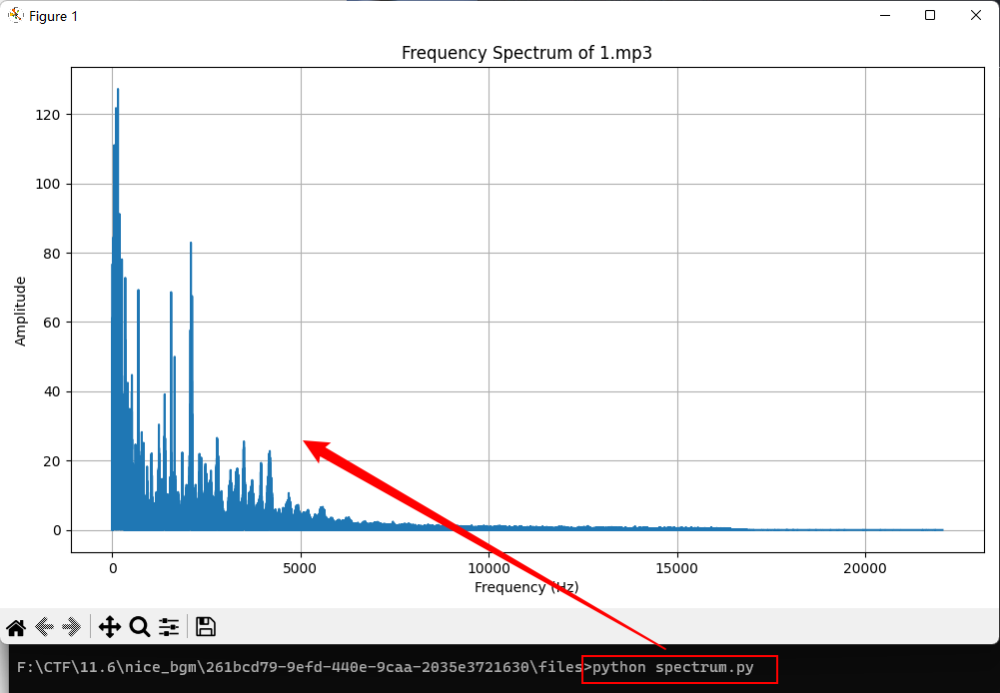 Figure 1
Frequency Spectrum of 1.mp3
120
100
80
60
40
20
0
Amplitude
0 5000 10000 15000 20000
Frequency (Hz)
F:\CTF\11.6\nice_bgm\261bcd79-9efd-440e-9caa-2035e3721630\files>python spectrum.py